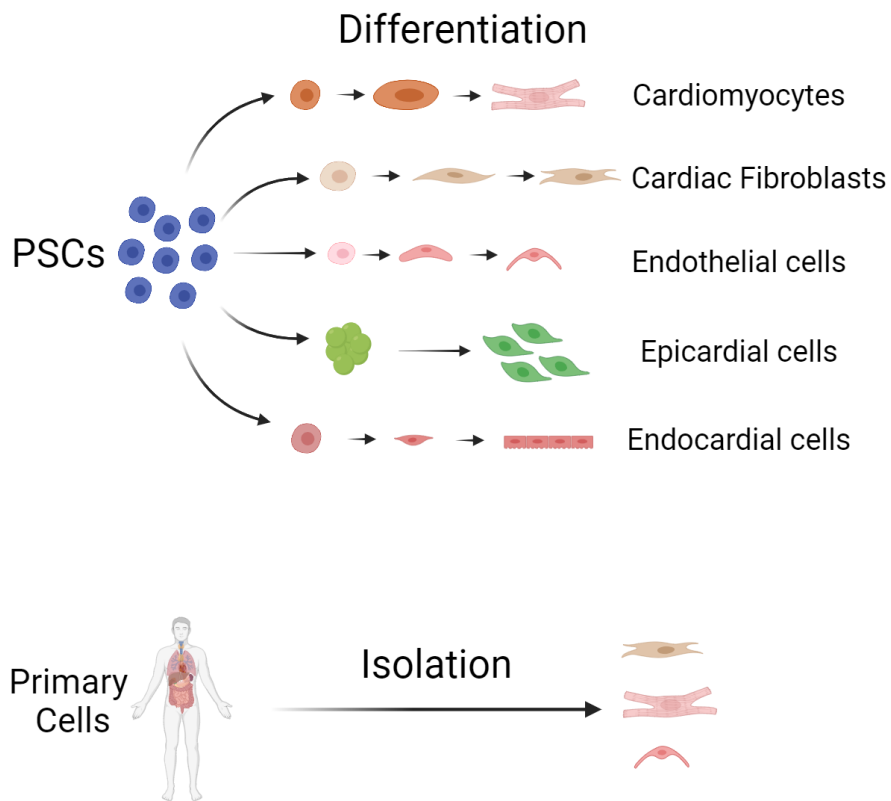 Differentiation
Cardiomyocytes
Cardiac Fibroblasts
PSCs
Endothelial cells
Epicardial cells
Endocardial cells
Primary
Cells
Isolation